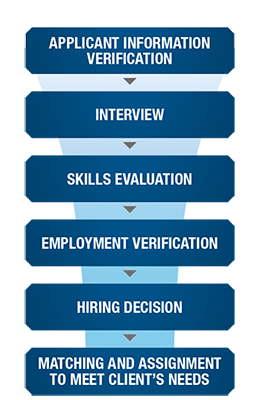 APPLICANT INFORMATION
VERIFICATION
INTERVIEW
SKILLS EVALUATION
EMPLOYMENT VERIFICATION
HIRING DECISION
MATCHING AND ASSIGNMENT
TO MEET CLIENT'S NEEDS